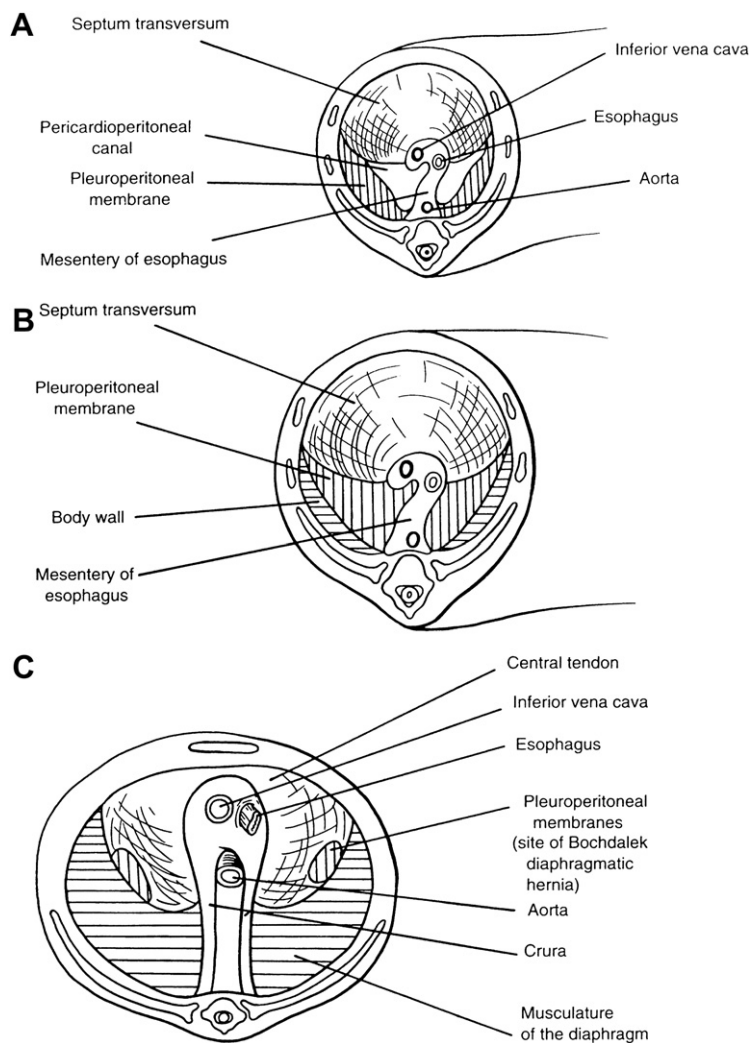 A
Septum transversum
Inferior vena cava
Esophagus
Pericardioperitoneal
canal
Pleuroperitoneal
membrane
Aorta
Mesentery of esophagus
B
Septum transversum
Pleuroperitoneal
membrane
Body wall
Mesentery of
esophagus
C
Central tendon
Inferior vena cava
Esophagus
Pleuroperitoneal
membranes
(site of Bochdalek
diaphragmatic
hernia)
Aorta
Crura
Musculature
of the diaphragm